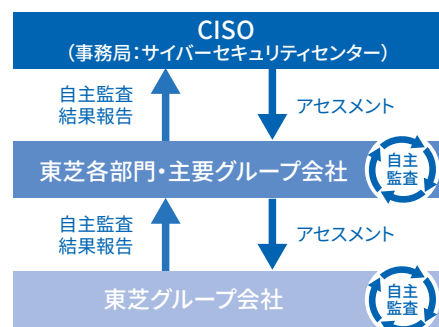 CISO
（事務局：サイバーセキュリティセンター）
自主監査
結果報告
アセスメント
東芝各部門・主要グループ会社
自主
監査
自主監査
結果報告
アセスメント
東芝グループ会社
自主
監査